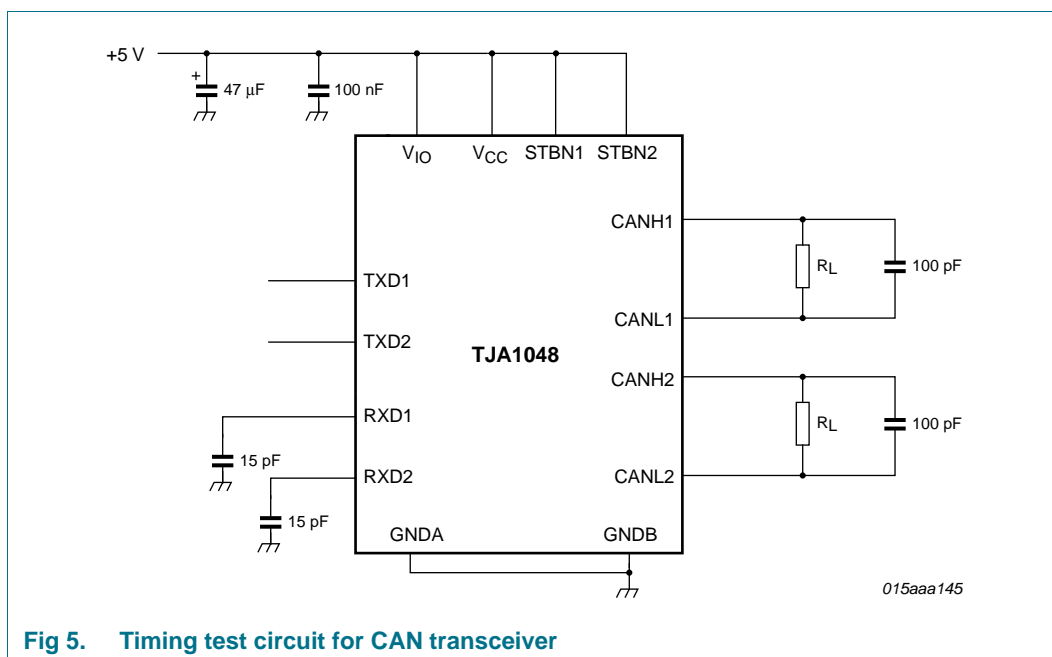 +5 V
+
47 μF
100 nF
VIO
VCC
STBN1
STBN2
CANH1
RL
100 pF
TXD1
CANL1
TXD2
TJA1048
CANH2
RXD1
RL
100 pF
15 pF
RXD2
CANL2
15 pF
GNDA
GNDB
015aaa145
Fig 5. Timing test circuit for CAN transceiver